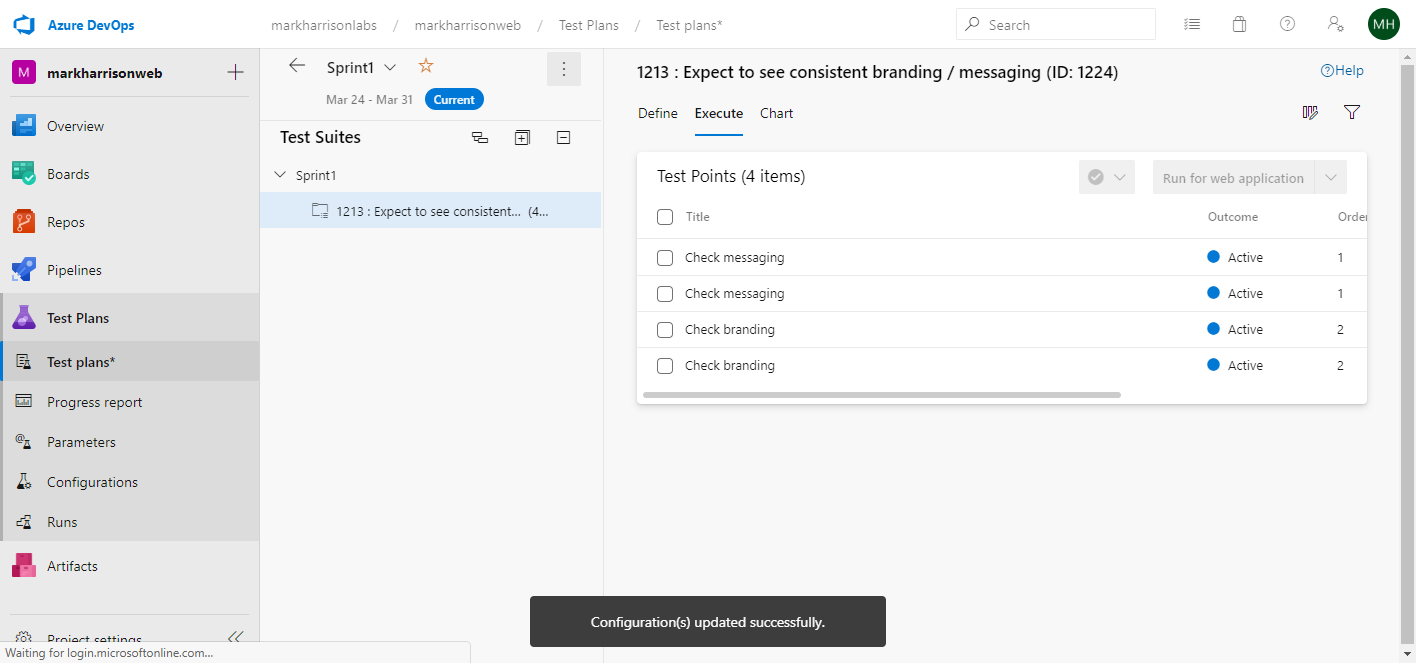 Azure DevOps
markharrisonlabs / markharrisonweb / Test Plans / Test plans*
Search
MH
M markharrisonweb
Overview
Boards
Repos
Pipelines
Test Plans
Test plans*
Progress report
Parameters
Configurations
Runs
Artifacts
Project settings
Waiting for login.microsoftonline.com...
Sprint1
Mar 24 - Mar 31 Current
Test Suites
Sprint1
1213 : Expect to see consistent... (4...
1213 : Expect to see consistent branding / messaging (ID: 1224)
Help
Define Execute Chart
Test Points (4 items)
Run for web application
Title Outcome Order
Check messaging Active 1
Check messaging Active 1
Check branding Active 2
Check branding Active 2
Configuration(s) updated successfully.